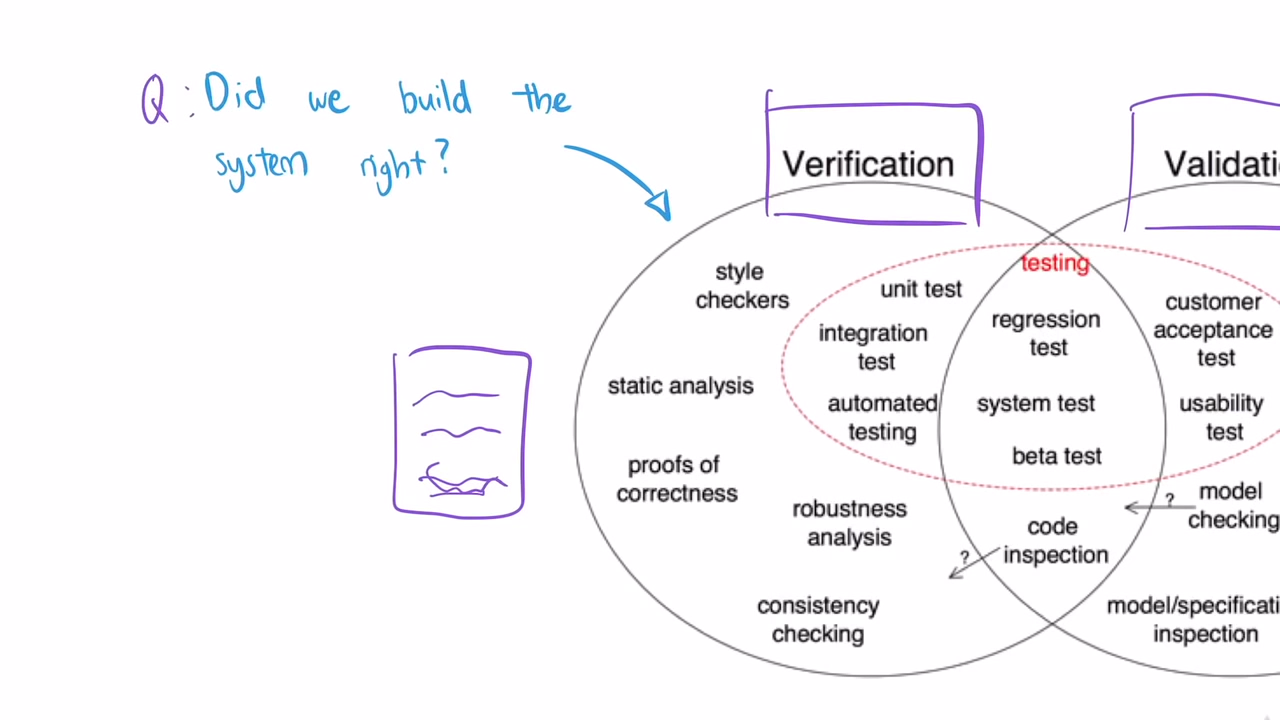 Q: Did we build the
system right?
Verification
Validati
testing
style
checkers
unit test
integration
test
automated
testing
static analysis
proofs of
correctness
robustness
analysis
consistency
checking
regression
test
system test
beta test
code
inspection
?
customer
acceptance
test
usability
test
?
model
checking
model/specificati
inspection